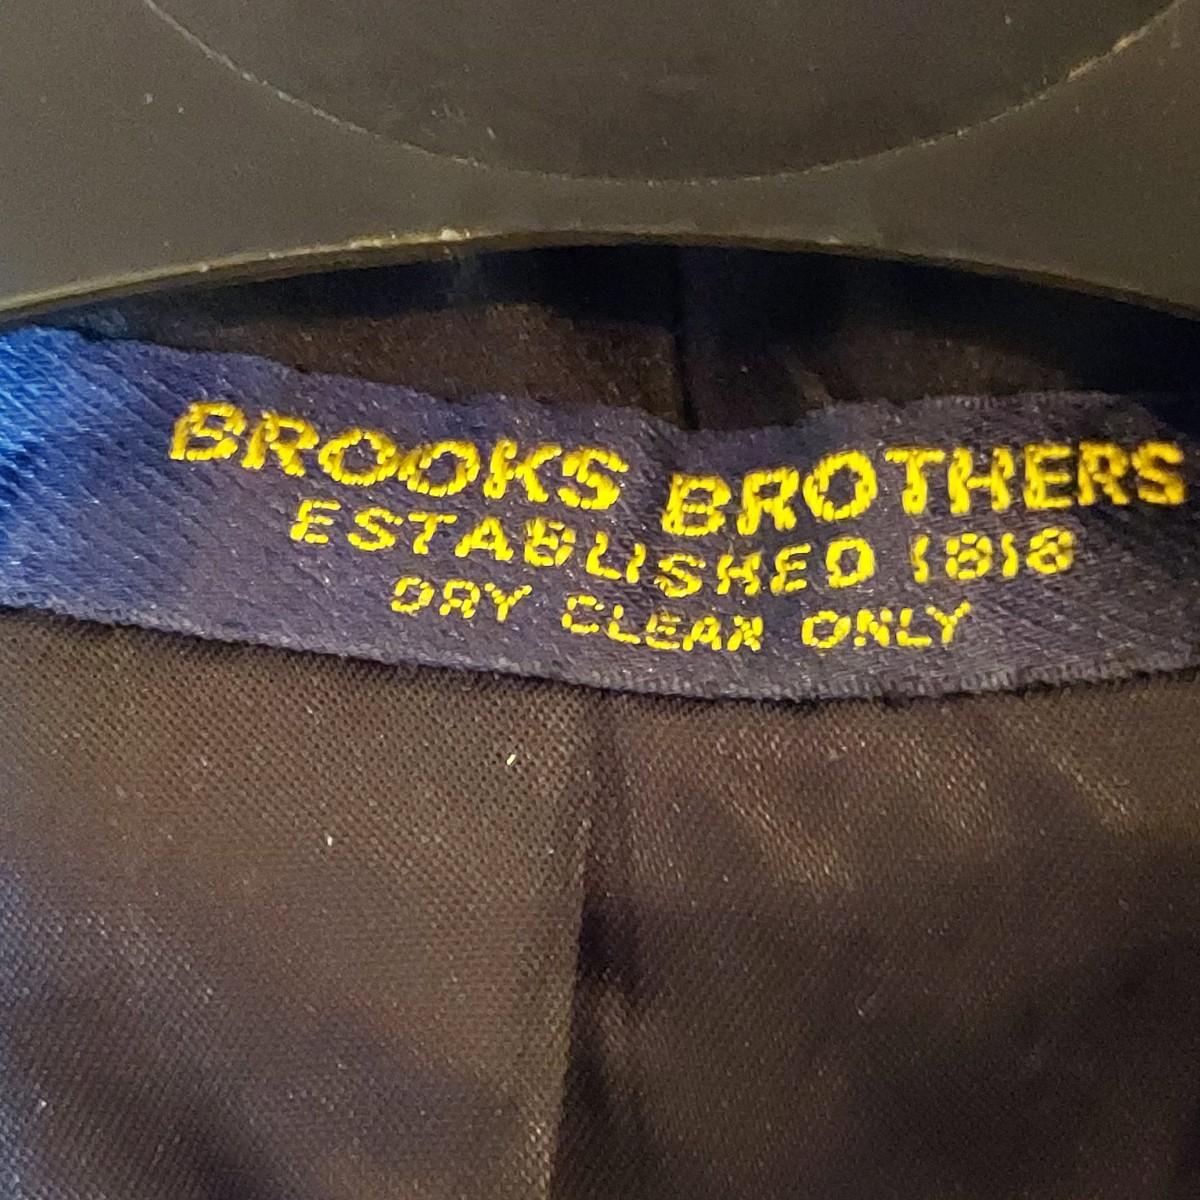 BROOKS BROTHERS
ESTABLISHED 1818
DRY CLEAN ONLY